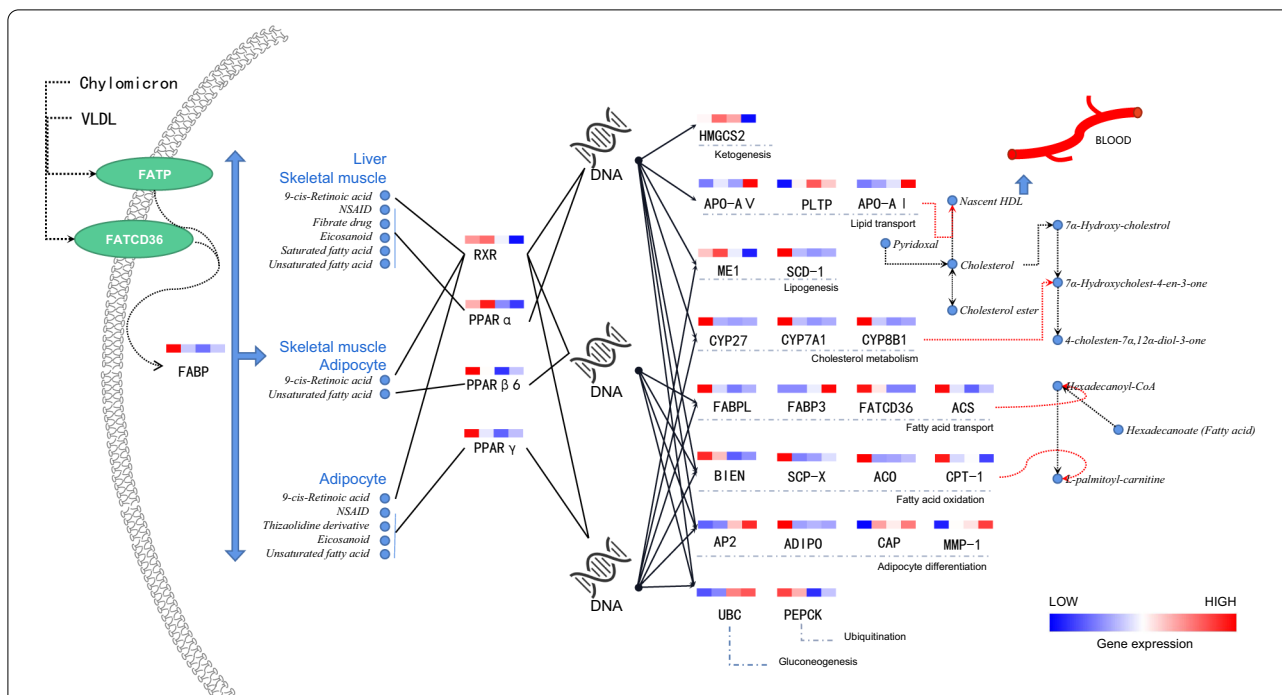 Chylomicron
VLDL
FATP
FATCD36
FABP
Liver
Skeletal muscle
9-cis-Retinoic acid
NSAID
Fibrate drug
Eicosanoid
Saturated fatty acid
Unsaturated fatty acid
Skeletal muscle
Adipocyte
9-cis-Retinoic acid
Unsaturated fatty acid
Adipocyte
9-cis-Retinoic acid
NSAID
Thizaolidine derivative
Eicosanoid
Unsaturated fatty acid
RXR
PPAR α
PPAR β6
PPAR γ
DNA
DNA
DNA
HMGCS2
Ketogenesis
APO-AⅤ PLTP APO-AⅠ
Lipid transport
ME1 SCD-1
Lipogenesis
CYP27 CYP7A1 CYP8B1
Cholesterol metabolism
FABPL FABP3 FATCD36 ACS
Fatty acid transport
BIEN SCP-X ACO CPT-1
Fatty acid oxidation
AP2 ADIPO CAP MMP-1
Adipocyte differentiation
UBC PEPCK
Ubiquitination
Gluconeogenesis
BLOOD
Nascent HDL
Pyridoxal
Cholesterol
Cholesterol ester
7α-Hydroxy-cholestrol
7α-Hydroxycholest-4-en-3-one
4-cholesten-7α,12α-diol-3-one
Hexadecanoyl-CoA
Hexadecanoate (Fatty acid)
L-palmitoyl-carnitine
LOW HIGH
Gene expression